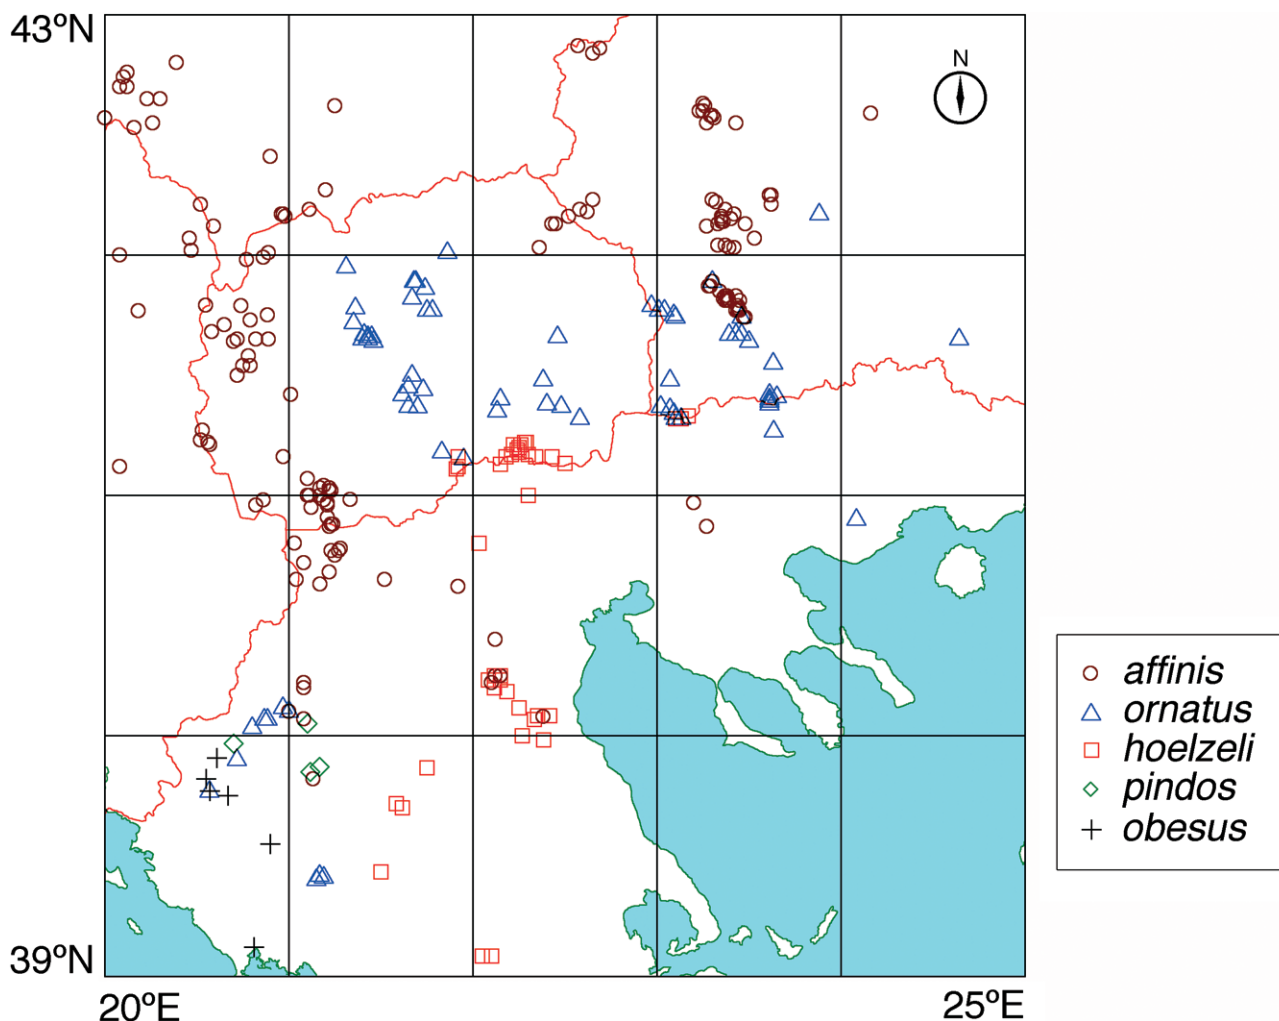 43ºN
N
affinis
ornatus
hoelzeli
pindos
obesus
39ºN
20ºE
25ºE